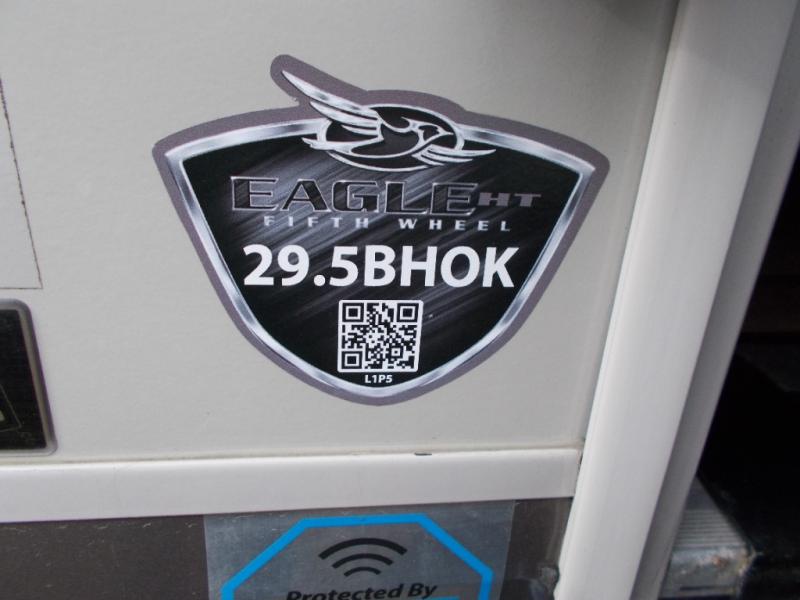 EAGLE HT
FIFTH WHEEL
29.5BHOK
L1P5
Protected By